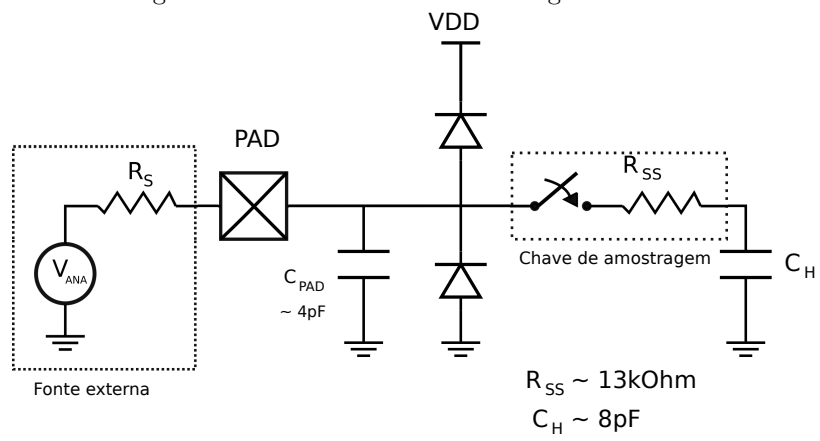 VDD
PAD
R_S
R_SS
V_ANA
C_PAD
~ 4pF
Chave de amostragem
C_H
Fonte externa
R_SS ~ 13kOhm
C_H ~ 8pF